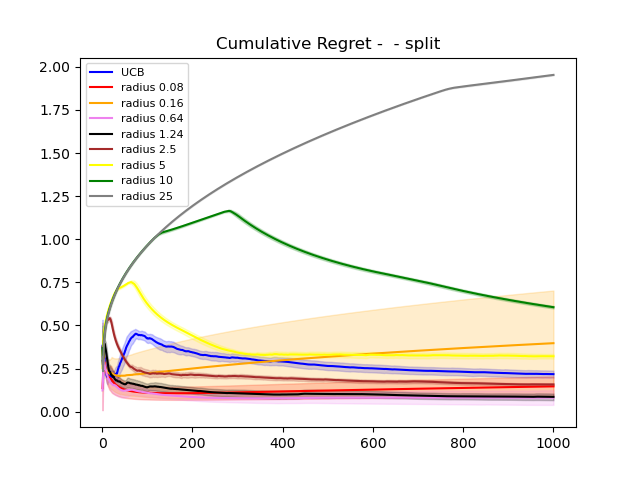 Cumulative Regret -  - split
2.00
1.75
1.50
1.25
1.00
0.75
0.50
0.25
0.00
UCB
radius 0.08
radius 0.16
radius 0.64
radius 1.24
radius 2.5
radius 5
radius 10
radius 25
0 200 400 600 800 1000